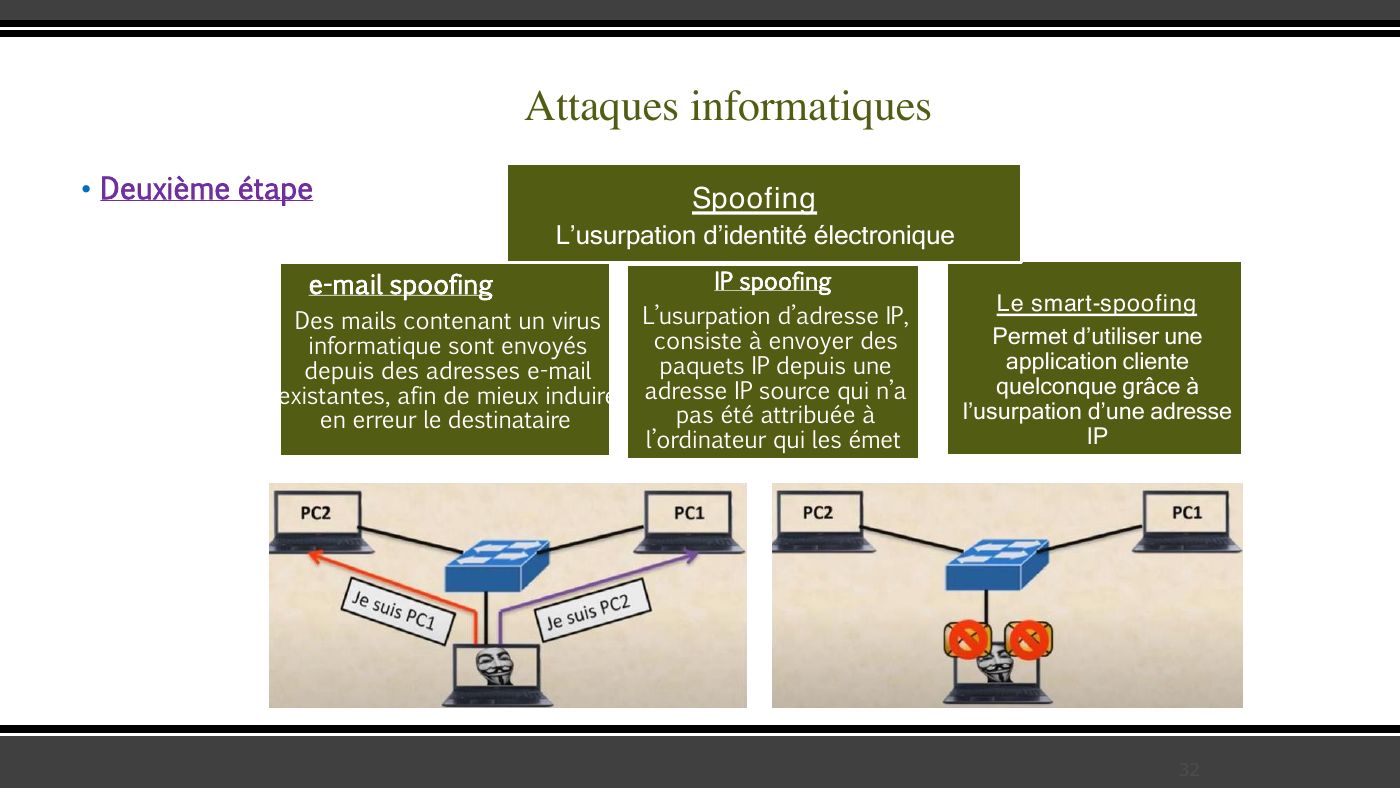 Attaques informatiques
• Deuxième étape
Spoofing
L’usurpation d’identité électronique
e-mail spoofing
Des mails contenant un virus
informatique sont envoyés
depuis des adresses e-mail
existantes, afin de mieux induire
en erreur le destinataire
IP spoofing
L’usurpation d’adresse IP,
consiste à envoyer des
paquets IP depuis une
adresse IP source qui n’a
pas été attribuée à
l’ordinateur qui les émet
Le smart-spoofing
Permet d’utiliser une
application cliente
quelconque grâce à
l’usurpation d’une adresse
IP
PC2
PC1
Je suis PC1
Je suis PC2
PC2
PC1
32